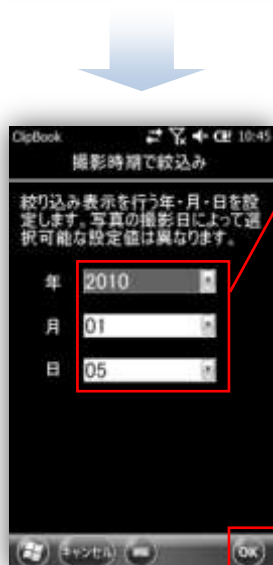 ClipBook 10:45
撮影時期で絞込み
絞り込み表示を行う年・月・日を設
定します。写真の撮影日によって選
択可能な設定値は異なります。
年 2010
月 01
日 05
キャンセル OK